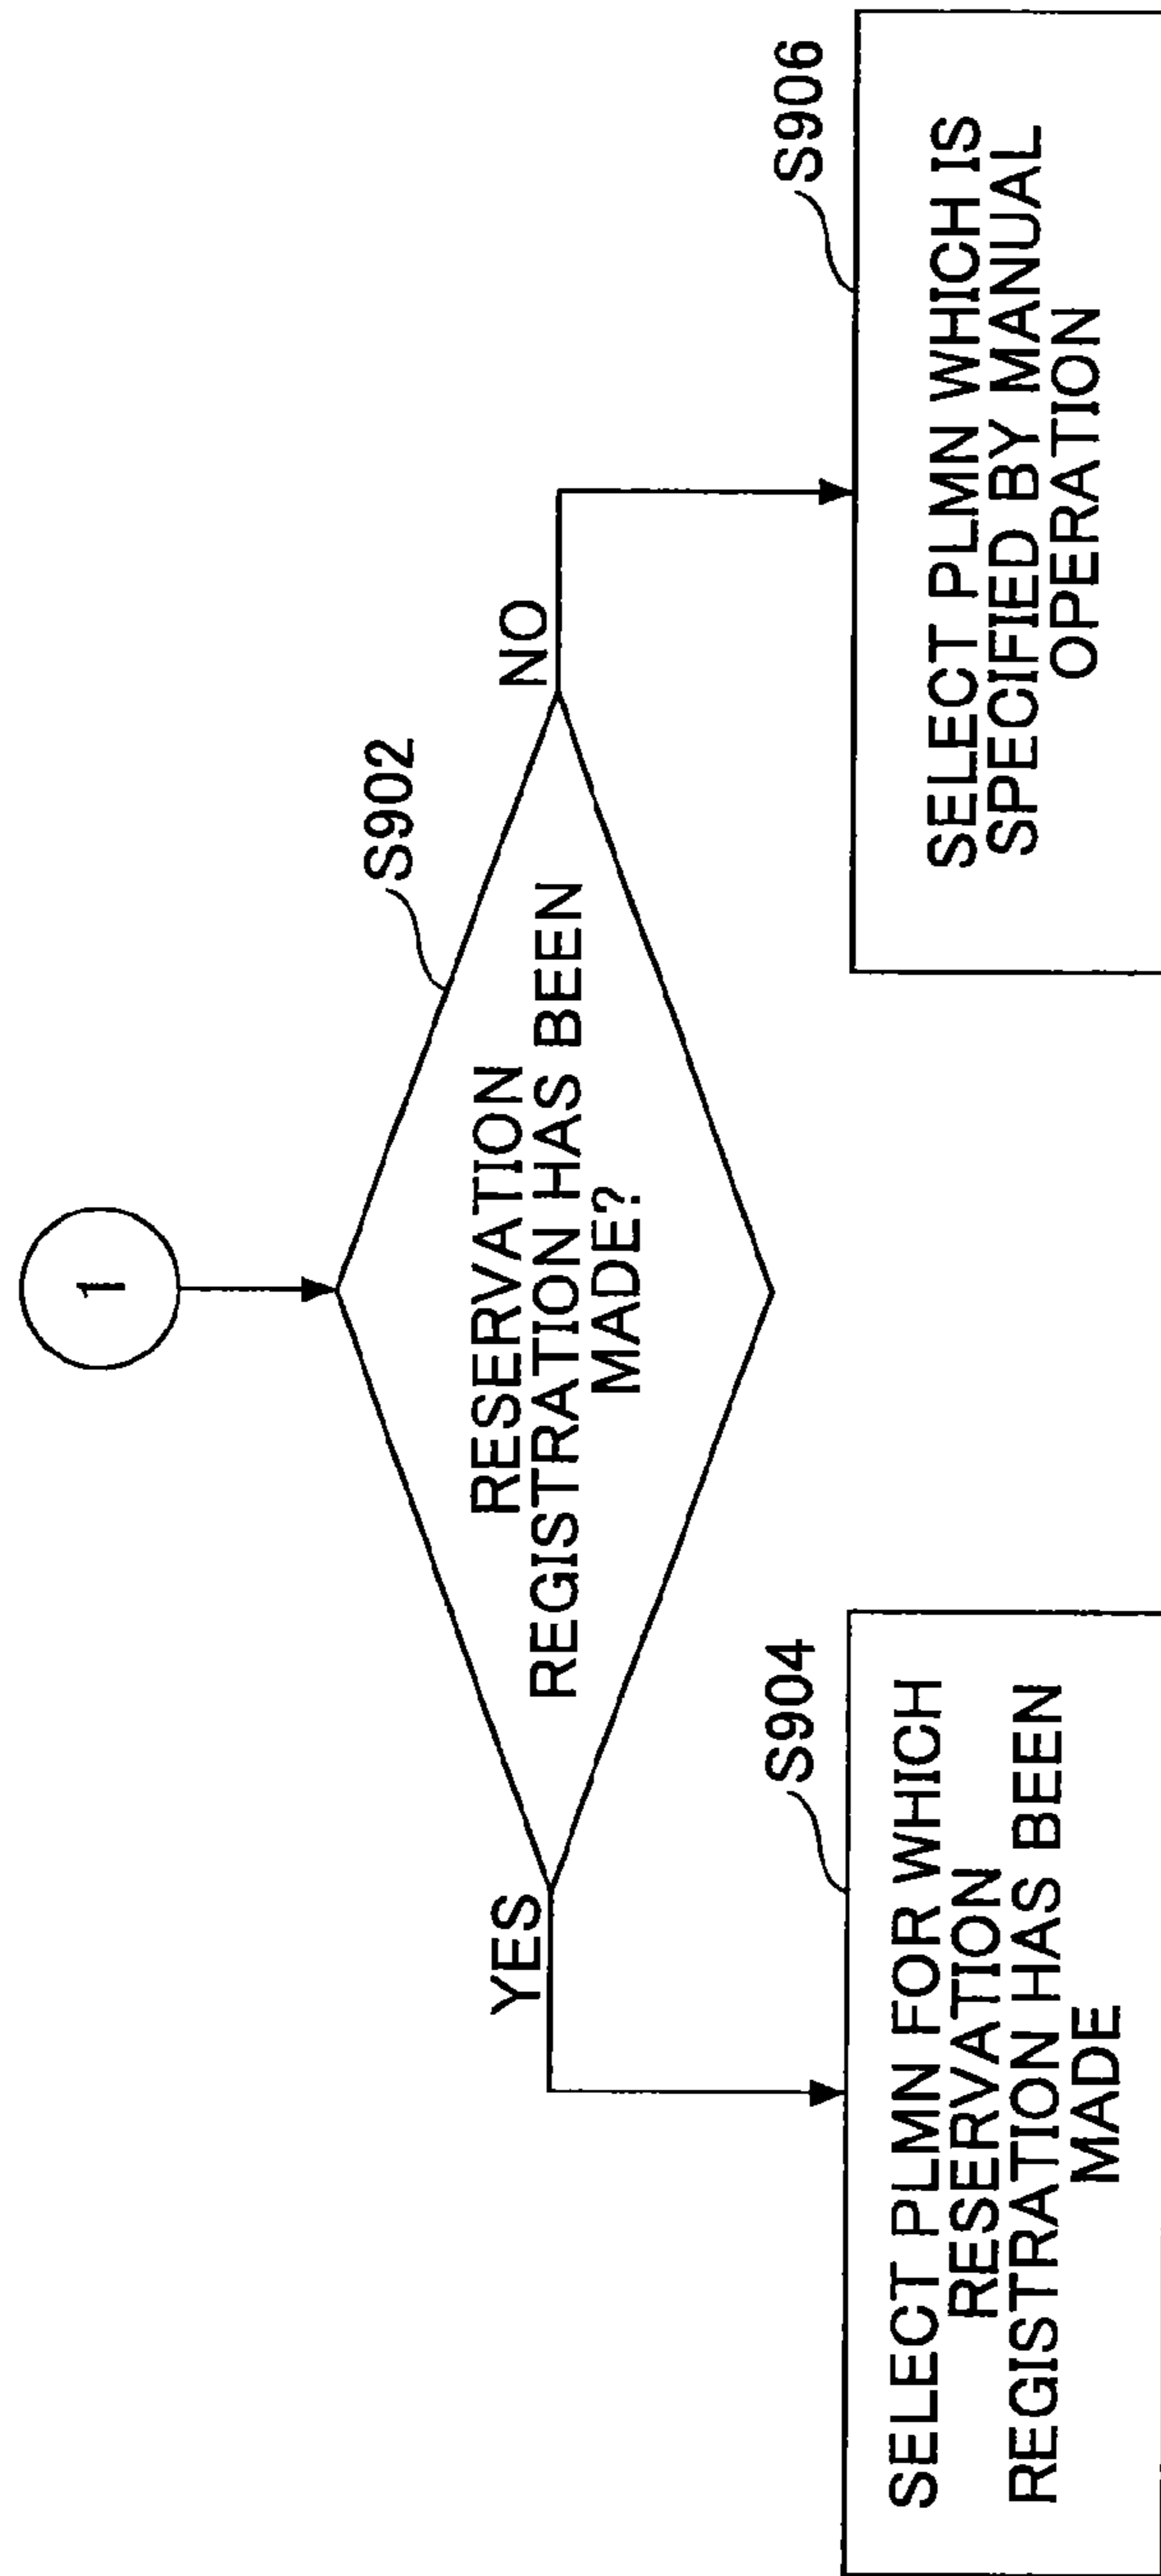 1
S902
RESERVATION
REGISTRATION HAS BEEN
MADE?
YES
NO
S904
SELECT PLMN FOR WHICH
RESERVATION
REGISTRATION HAS BEEN
MADE
S906
SELECT PLMN WHICH IS
SPECIFIED BY MANUAL
OPERATION